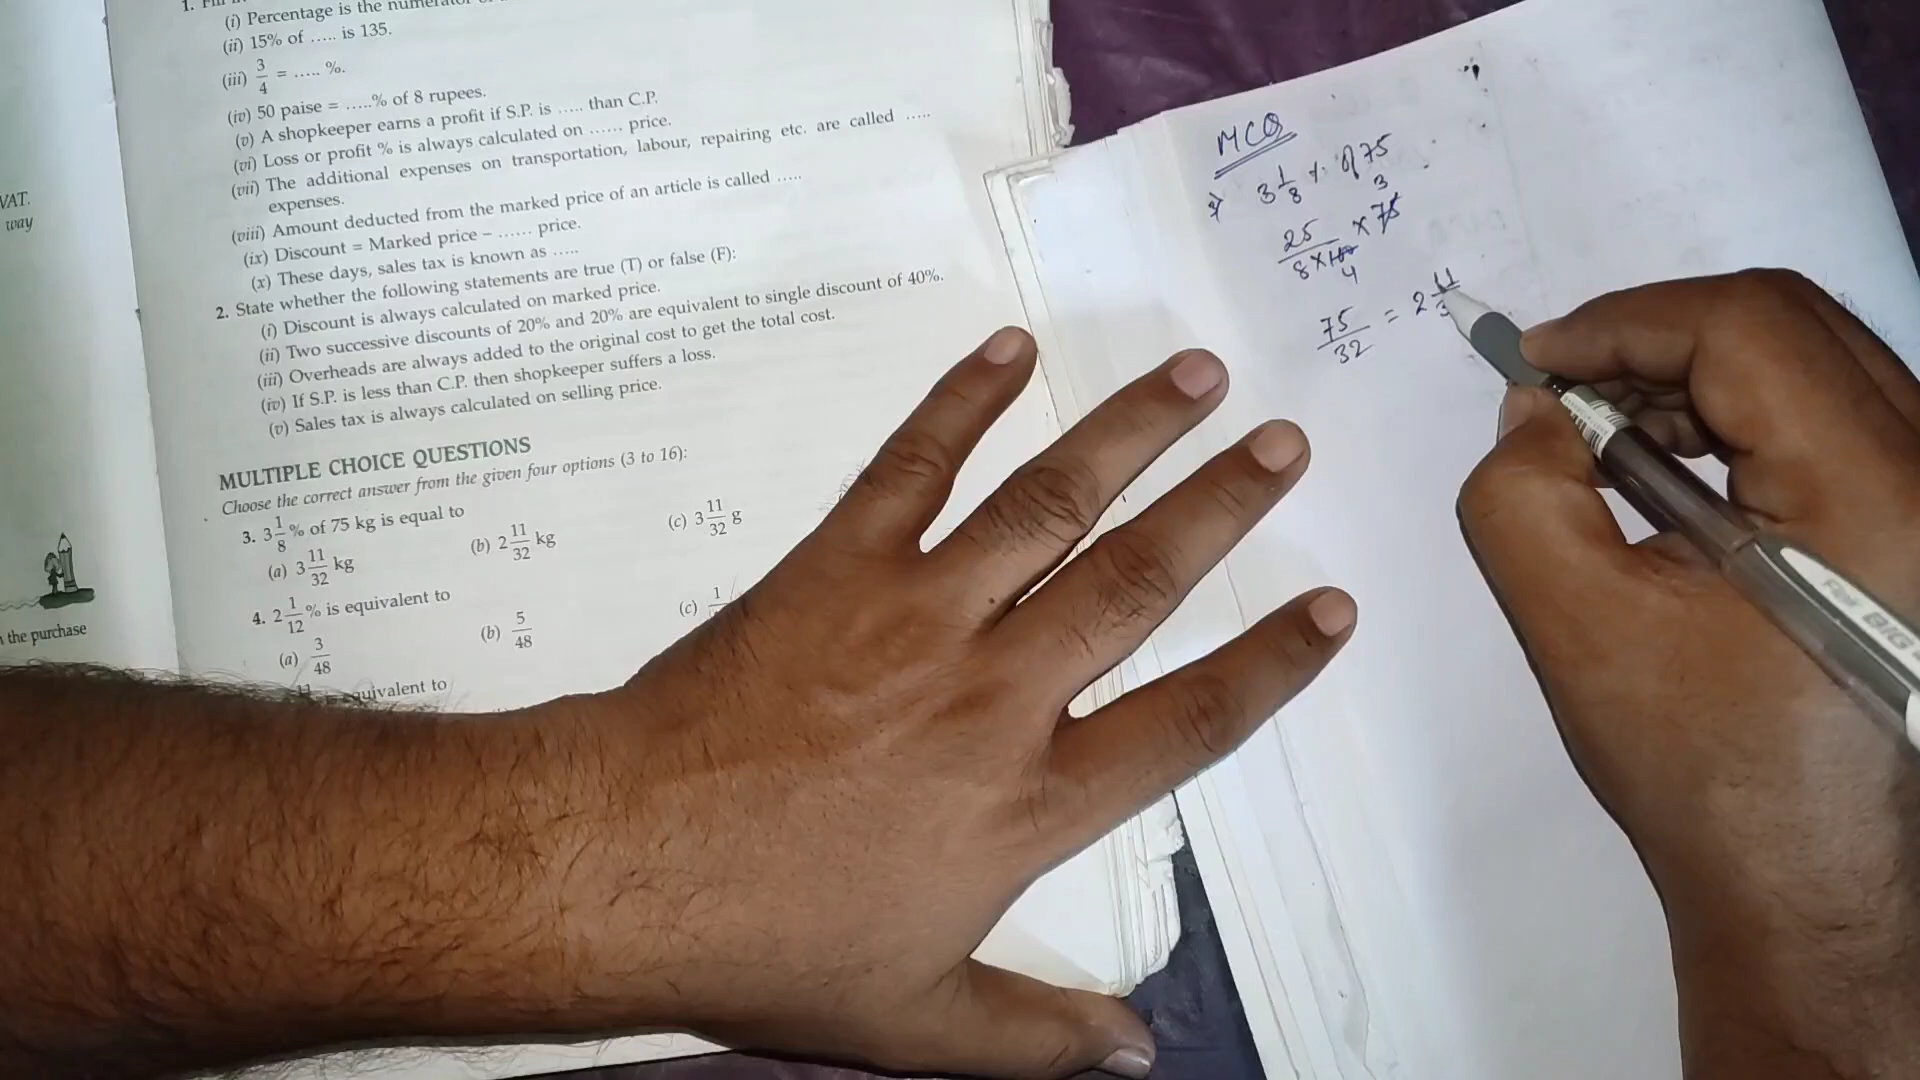 1.
(i) Percentage is the numerator
(ii) 15% of ..... is 135.
(iii) 3/4 = ..... %.
(iv) 50 paise = .....% of 8 rupees.
(v) A shopkeeper earns a profit if S.P. is ..... than C.P.
(vi) Loss or profit % is always calculated on ...... price.
(vii) The additional expenses on transportation, labour, repairing etc. are called .....
expenses.
(viii) Amount deducted from the marked price of an article is called .....
(ix) Discount = Marked price – ...... price.
(x) These days, sales tax is known as .....
2. State whether the following statements are true (T) or false (F):
(i) Discount is always calculated on marked price.
(ii) Two successive discounts of 20% and 20% are equivalent to single discount of 40%.
(iii) Overheads are always added to the original cost to get the total cost.
(iv) If S.P. is less than C.P. then shopkeeper suffers a loss.
(v) Sales tax is always calculated on selling price.
MULTIPLE CHOICE QUESTIONS
Choose the correct answer from the given four options (3 to 16):
3. 3 1/8 % of 75 kg is equal to
(a) 3 11/32 kg (b) 2 11/32 kg (c) 3 11/32 g
4. 2 1/12 % is equivalent to
(a) 3/48 (b) 5/48 (c) 1
quivalent to
VAT.
way
the purchase
MCQ
3 1/8 % of 75
3
25/8×100 × 75
4
75/32 = 2 11/3
Flair BIG